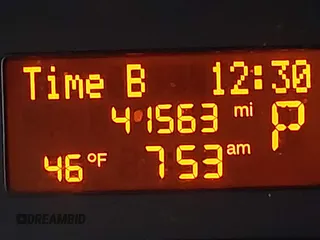 Time B 12:30
41563 mi P
46°F 753 am
DREAMBID